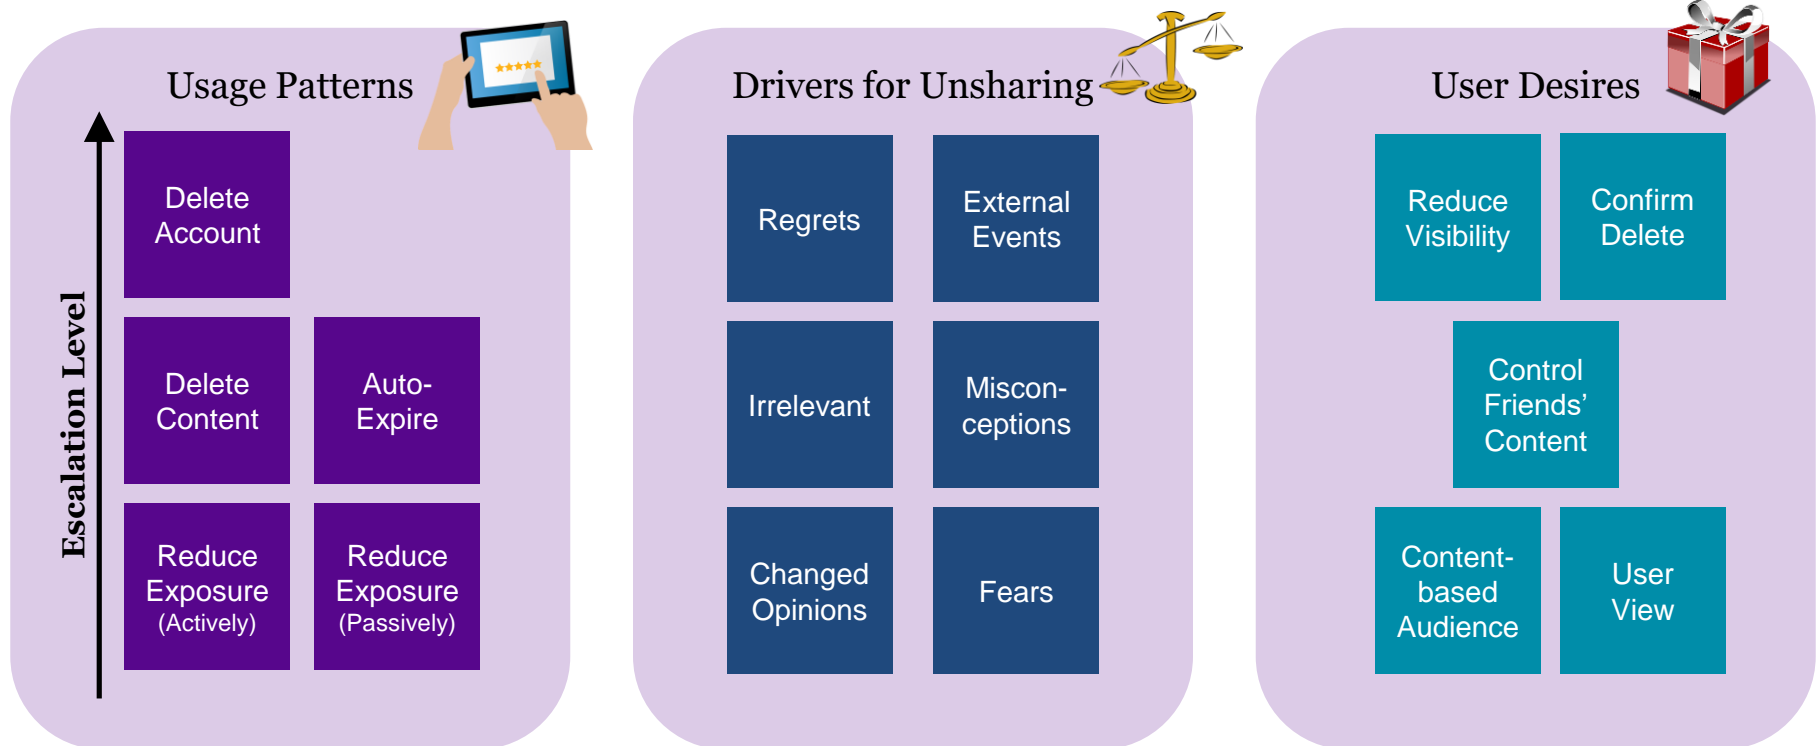 Usage Patterns
Escalation Level
Delete
Account
Delete
Content
Auto-
Expire
Reduce
Exposure
(Actively)
Reduce
Exposure
(Passively)
Drivers for Unsharing
Regrets
External
Events
Irrelevant
Miscon-
ceptions
Changed
Opinions
Fears
User Desires
Reduce
Visibility
Confirm
Delete
Control
Friends’
Content
Content-
based
Audience
User
View